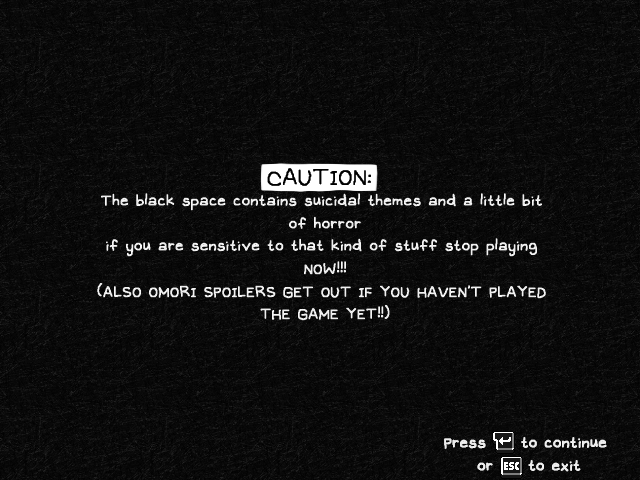 CAUTION:
The black space contains suicidal themes and a little bit
of horror
if you are sensitive to that kind of stuff stop playing
NOW!!!
(ALSO OMORI SPOILERS GET OUT IF YOU HAVEN'T PLAYED
THE GAME YET!!)
Press to continue
or ESC to exit